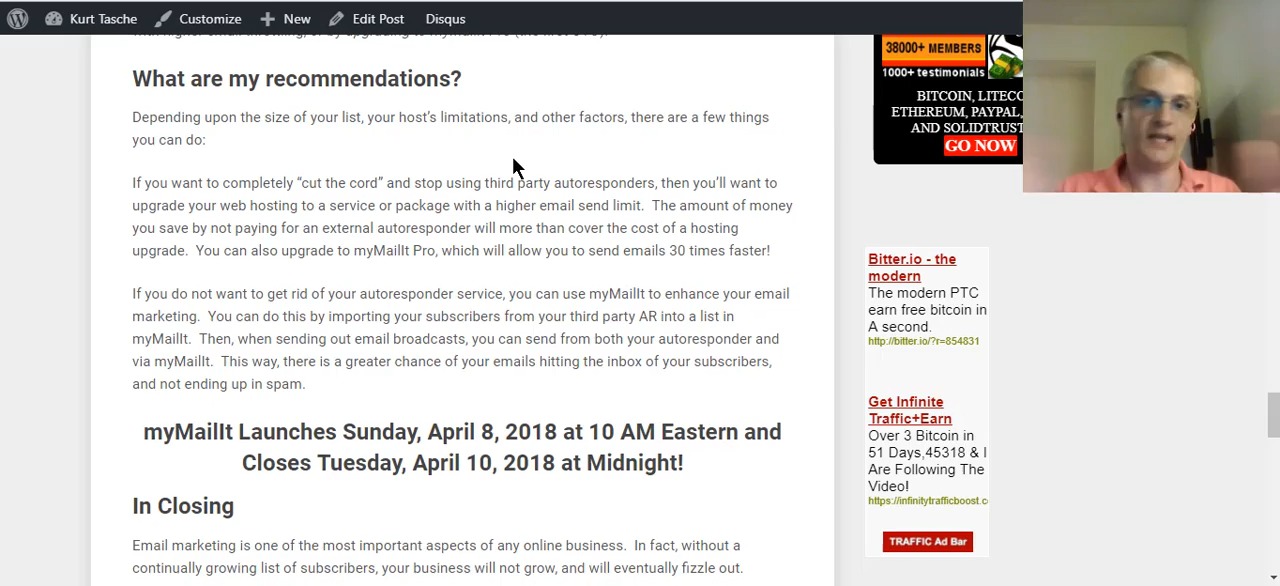 Kurt Tasche Customize New Edit Post Disqus
What are my recommendations?
Depending upon the size of your list, your host's limitations, and other factors, there are a few things
you can do:
If you want to completely “cut the cord” and stop using third party autoresponders, then you'll want to
upgrade your web hosting to a service or package with a higher email send limit.  The amount of money
you save by not paying for an external autoresponder will more than cover the cost of a hosting
upgrade.  You can also upgrade to myMailIt Pro, which will allow you to send emails 30 times faster!
If you do not want to get rid of your autoresponder service, you can use myMailIt to enhance your email
marketing.  You can do this by importing your subscribers from your third party AR into a list in
myMailIt.  Then, when sending out email broadcasts, you can send from both your autoresponder and
via myMailIt.  This way, there is a greater chance of your emails hitting the inbox of your subscribers,
and not ending up in spam.
myMailIt Launches Sunday, April 8, 2018 at 10 AM Eastern and
Closes Tuesday, April 10, 2018 at Midnight!
In Closing
Email marketing is one of the most important aspects of any online business.  In fact, without a
continually growing list of subscribers, your business will not grow, and will eventually fizzle out.
38000+ MEMBERS
1000+ testimonials
BITCOIN, LITECO
ETHEREUM, PAYPAL,
AND SOLIDTRUST
GO NOW
Bitter.io - the
modern
The modern PTC
earn free bitcoin in
A second.
http://bitter.io/?r=854831
Get Infinite
Traffic+Earn
Over 3 Bitcoin in
51 Days,45318 & I
Are Following The
Video!
https://infinitytrafficboost.c
TRAFFIC Ad Bar